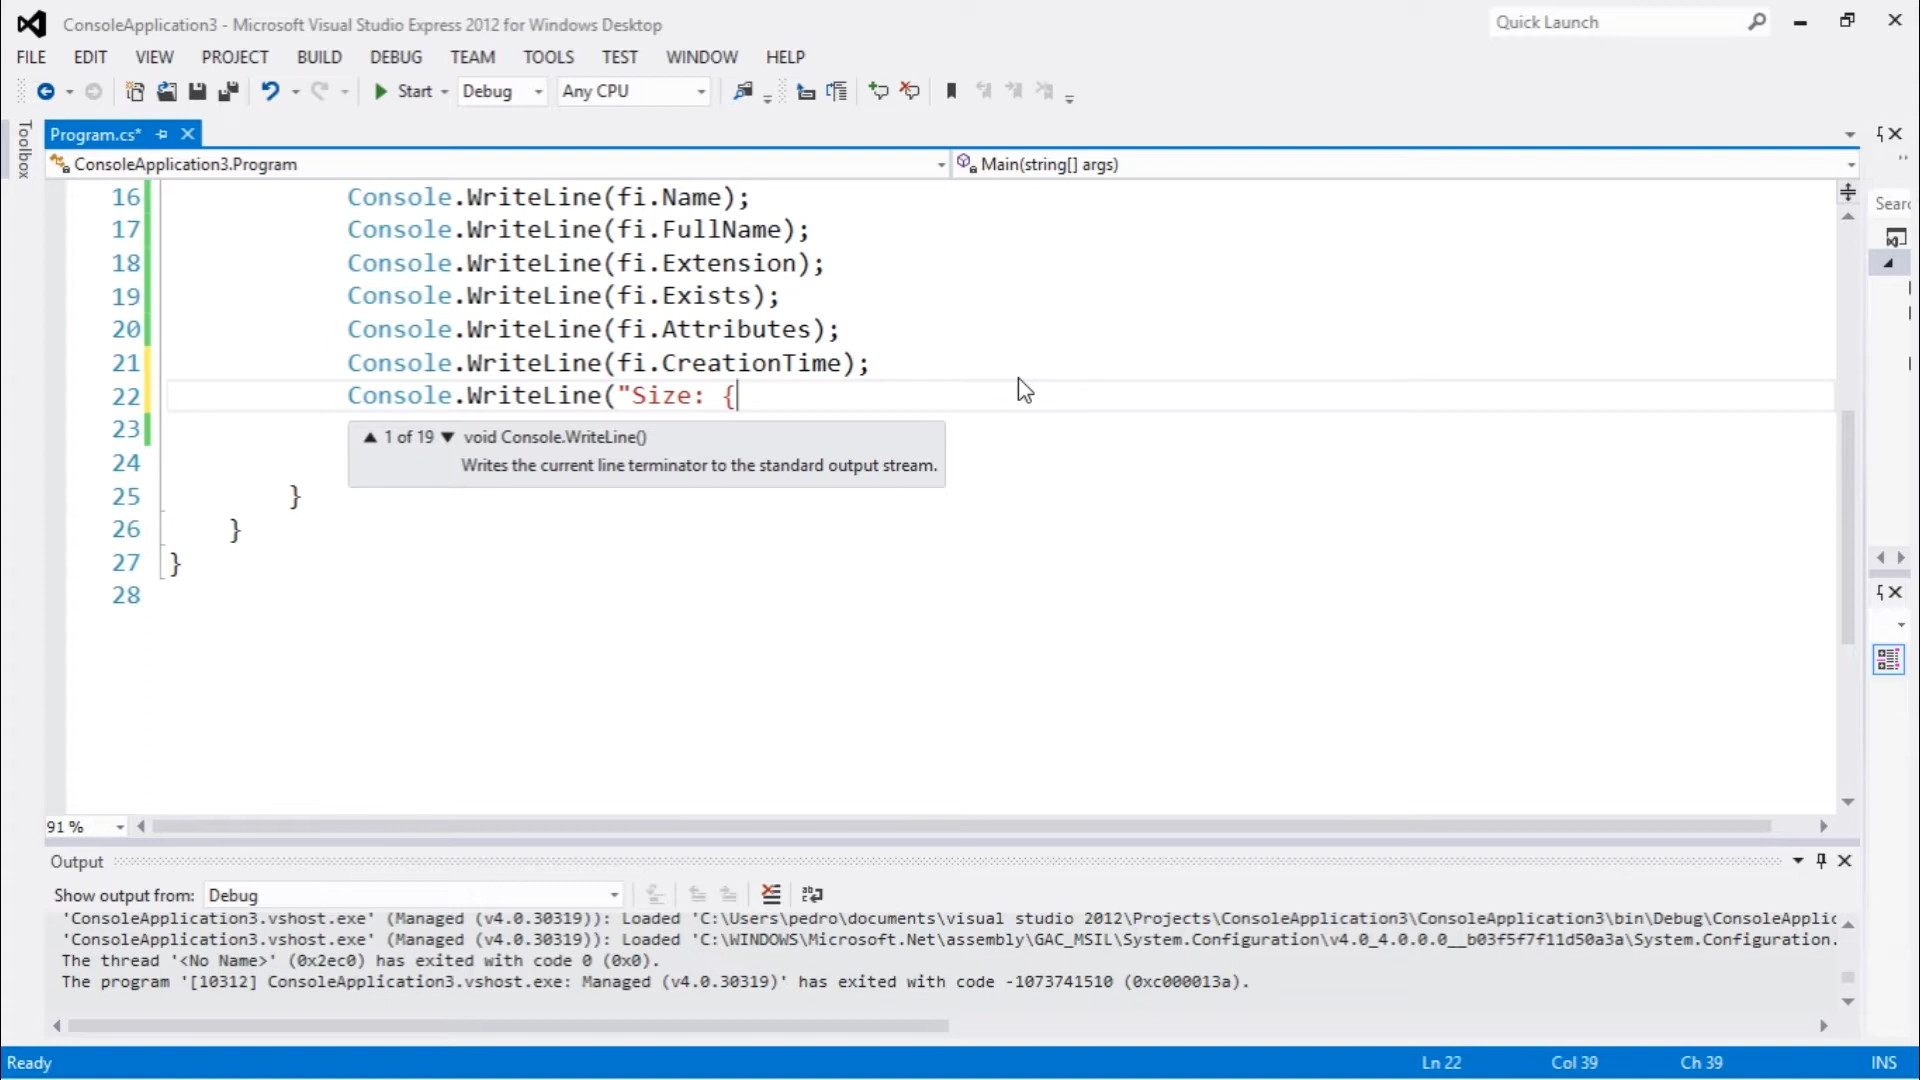 ConsoleApplication3 - Microsoft Visual Studio Express 2012 for Windows Desktop
Quick Launch
FILE EDIT VIEW PROJECT BUILD DEBUG TEAM TOOLS TEST WINDOW HELP
Start Debug Any CPU
Toolbox
Program.cs*
ConsoleApplication3.Program
Main(string[] args)
16 Console.WriteLine(fi.Name);
17 Console.WriteLine(fi.FullName);
18 Console.WriteLine(fi.Extension);
19 Console.WriteLine(fi.Exists);
20 Console.WriteLine(fi.Attributes);
21 Console.WriteLine(fi.CreationTime);
22 Console.WriteLine("Size: {
23
1 of 19 void Console.WriteLine()
Writes the current line terminator to the standard output stream.
24
25 }
26 }
27 }
28
Searc
91 %
Output
Show output from: Debug
'ConsoleApplication3.vshost.exe' (Managed (v4.0.30319)): Loaded 'C:\Users\pedro\documents\visual studio 2012\Projects\ConsoleApplication3\ConsoleApplication3\bin\Debug\ConsoleApplic
'ConsoleApplication3.vshost.exe' (Managed (v4.0.30319)): Loaded 'C:\WINDOWS\Microsoft.Net\assembly\GAC_MSIL\System.Configuration\v4.0_4.0.0.0__b03f5f7f11d50a3a\System.Configuration.
The thread '<No Name>' (0x2ec0) has exited with code 0 (0x0).
The program '[10312] ConsoleApplication3.vshost.exe: Managed (v4.0.30319)' has exited with code -1073741510 (0xc000013a).
Ready
Ln 22 Col 39 Ch 39 INS